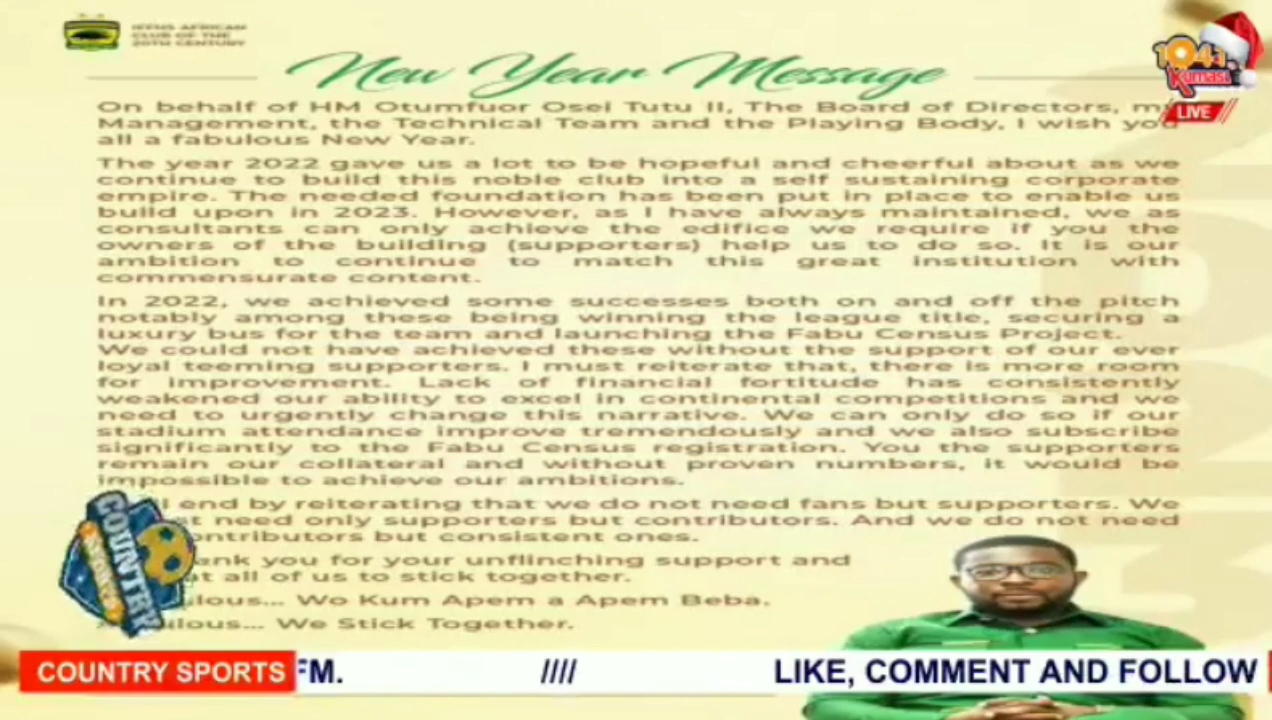 IFFHS AFRICAN
CLUB OF THE
20TH CENTURY
New Year Message
104.1
Kumasi
LIVE
On behalf of HM Otumfuor Osei Tutu II, The Board of Directors, my
Management, the Technical Team and the Playing Body, I wish you
all a fabulous New Year.
The year 2022 gave us a lot to be hopeful and cheerful about as we
continue to build this noble club into a self sustaining corporate
empire. The needed foundation has been put in place to enable us
build upon in 2023. However, as I have always maintained, we as
consultants can only achieve the edifice we require if you the
owners of the building (supporters) help us to do so. It is our
ambition to continue to match this great institution with
commensurate content.
In 2022, we achieved some successes both on and off the pitch
notably among these being winning the league title, securing a
luxury bus for the team and launching the Fabu Census Project.
We could not have achieved these without the support of our ever
loyal teeming supporters. I must reiterate that, there is more room
for improvement. Lack of financial fortitude has consistently
weakened our ability to excel in continental competitions and we
need to urgently change this narrative. We can only do so if our
stadium attendance improve tremendously and we also subscribe
significantly to the Fabu Census registration. You the supporters
remain our collateral and without proven numbers, it would be
impossible to achieve our ambitions.
end by reiterating that we do not need fans but supporters. We
need only supporters but contributors. And we do not need
ontributors but consistent ones.
ank you for your unflinching support and
all of us to stick together.
ulous... Wo Kum Apem a Apem Beba.
ulous... We Stick Together.
COUNTRY
SPORTS
COUNTRY SPORTS FM. //// LIKE, COMMENT AND FOLLOW